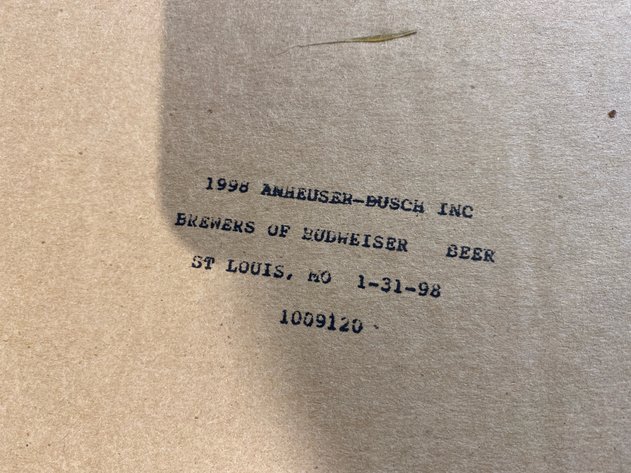 1998 ANHEUSER-BUSCH INC
BREWERS OF BUDWEISER BEER
ST LOUIS, MO 1-31-98
1009120